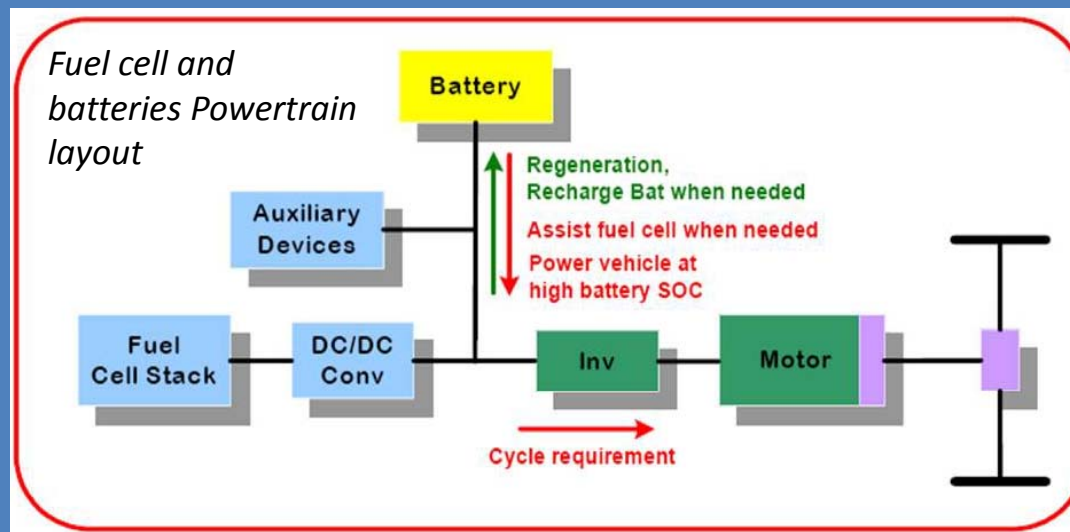 Fuel cell and
batteries Powertrain
layout
Battery
Regeneration,
Recharge Bat when needed
Assist fuel cell when needed
Power vehicle at
high battery SOC
Auxiliary
Devices
Fuel
Cell Stack
DC/DC
Conv
Inv
Motor
Cycle requirement